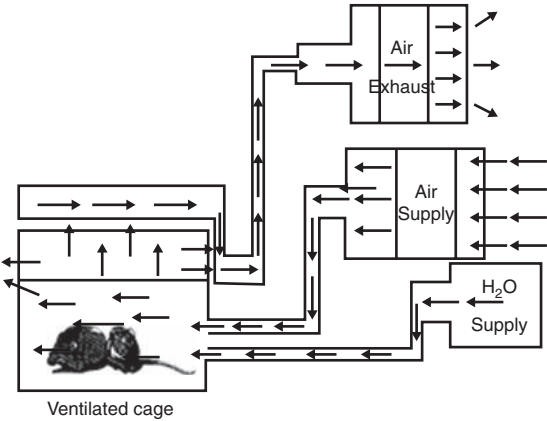 Air
Exhaust
Air
Supply
H₂O
Supply
Ventilated cage